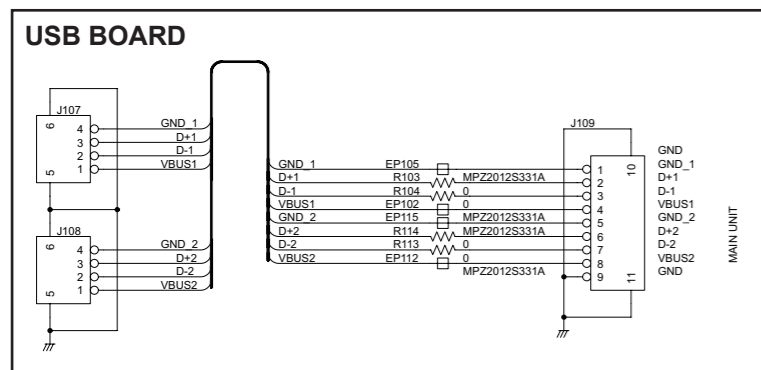 USB BOARD
J107
6
5
4
3
2
1
GND_1
D+1
D-1
VBUS1
J108
6
5
4
3
2
1
GND_2
D+2
D-2
VBUS2
GND_1 EP105
D+1 R103 MPZ2012S331A
D-1 R104 0
VBUS1 EP102 0
GND_2 EP115 MPZ2012S331A
D+2 R114 MPZ2012S331A
D-2 R113 0
VBUS2 EP112 0
MPZ2012S331A
J109
10
11
1
2
3
4
5
6
7
8
9
GND
GND_1
D+1
D-1
VBUS1
GND_2
D+2
D-2
VBUS2
GND
MAIN UNIT